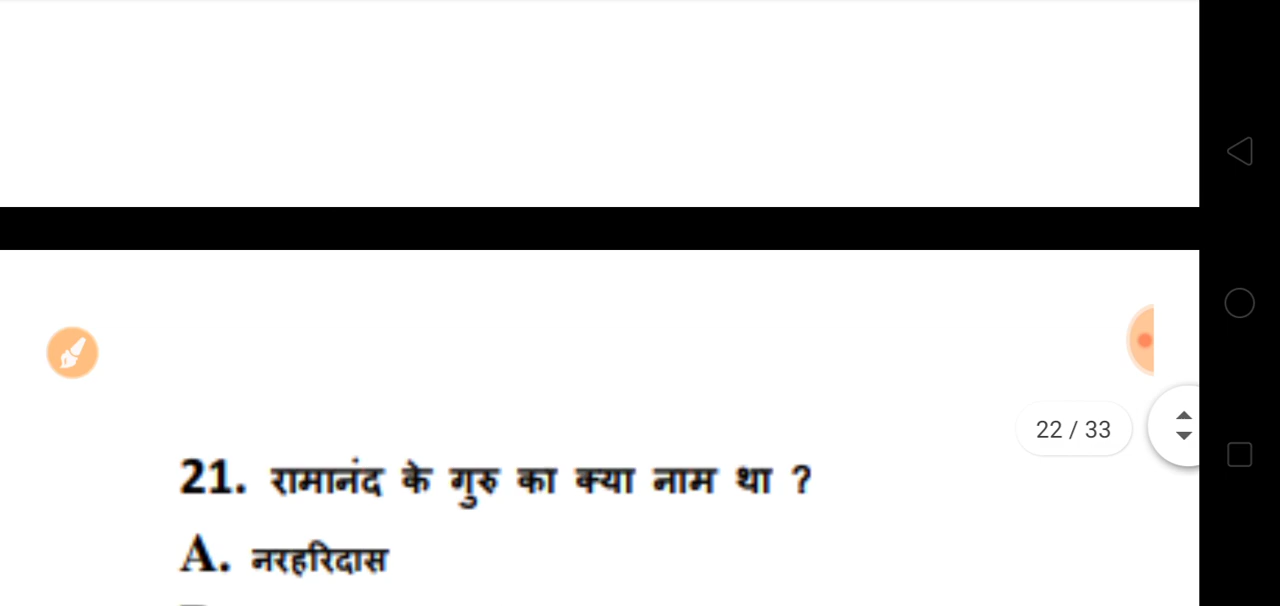 22 / 33
21. रामानंद के गुरु का क्या नाम था ?
A. नरहरिदास